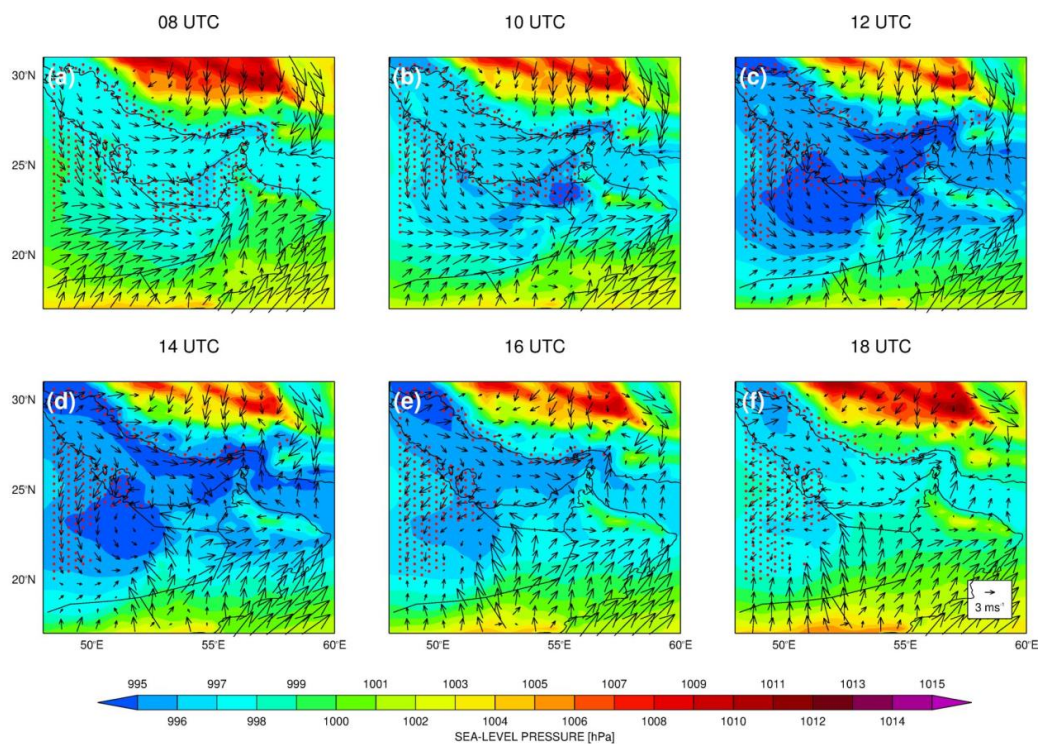 08 UTC 10 UTC 12 UTC
(a) (b) (c)
30°N
25°N
20°N
14 UTC 16 UTC 18 UTC
(d) (e) (f)
30°N
25°N
20°N
3 ms⁻¹
50°E 55°E 60°E 50°E 55°E 60°E 50°E 55°E 60°E
995 997 999 1001 1003 1005 1007 1009 1011 1013 1015
996 998 1000 1002 1004 1006 1008 1010 1012 1014
SEA-LEVEL PRESSURE [hPa]